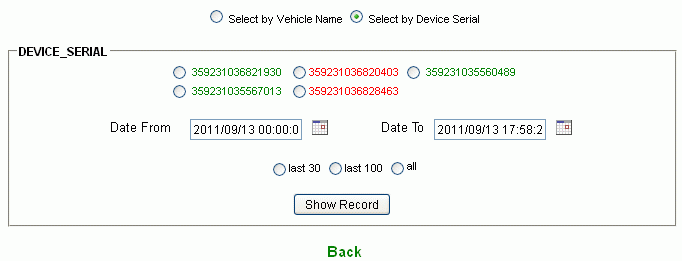 Select by Vehicle Name Select by Device Serial
DEVICE_SERIAL
359231036821930 359231036820403 359231035560489
359231035567013 359231036828463
Date From 2011/09/13 00:00:0 Date To 2011/09/13 17:58:2
last 30 last 100 all
Show Record
Back